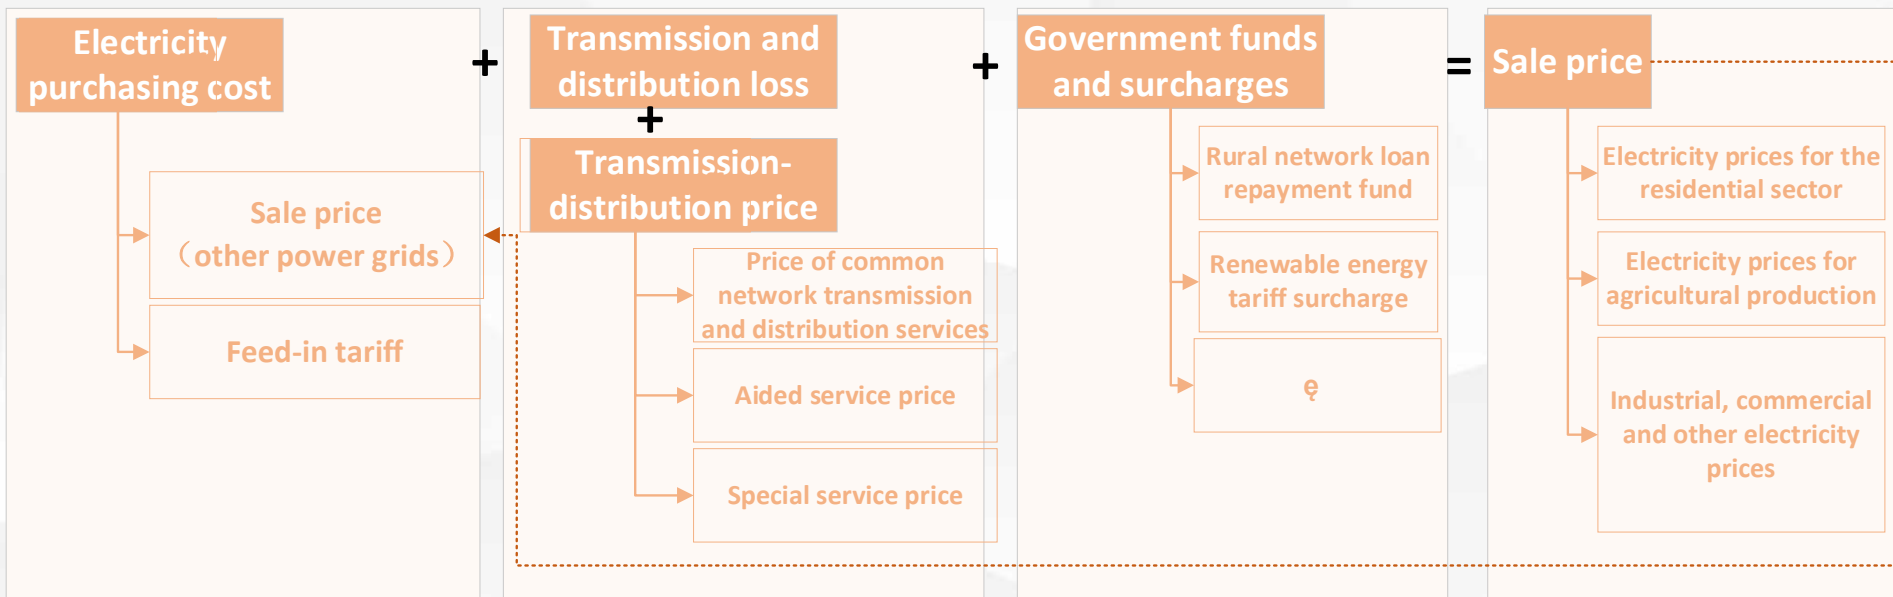 Electricity
purchasing cost
+
Transmission and
distribution loss
+
Transmission-
distribution price
+
Government funds
and surcharges
=
Sale price
Sale price
（other power grids）
Feed-in tariff
Price of common
network transmission
and distribution services
Aided service price
Special service price
Rural network loan
repayment fund
Renewable energy
tariff surcharge
Electricity prices for the
residential sector
Electricity prices for
agricultural production
Industrial, commercial
and other electricity
prices